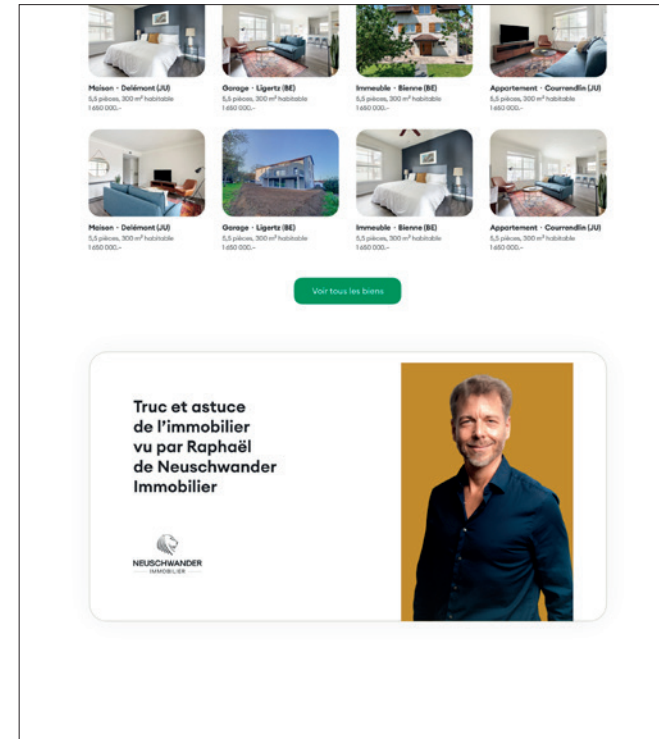 Maison · Delémont (JU)
5,5 pièces, 300 m² habitable
1 650 000.–
Garage · Ligertz (BE)
5,5 pièces, 300 m² habitable
1 650 000.–
Immeuble · Bienne (BE)
5,5 pièces, 300 m² habitable
1 650 000.–
Appartement · Courrendlin (JU)
5,5 pièces, 300 m² habitable
1 650 000.–
Maison · Delémont (JU)
5,5 pièces, 300 m² habitable
1 650 000.–
Garage · Ligertz (BE)
5,5 pièces, 300 m² habitable
1 650 000.–
Immeuble · Bienne (BE)
5,5 pièces, 300 m² habitable
1 650 000.–
Appartement · Courrendlin (JU)
5,5 pièces, 300 m² habitable
1 650 000.–
Voir tous les biens
Truc et astuce
de l’immobilier
vu par Raphaël
de Neuschwander
Immobilier
NEUSCHWANDER
IMMOBILIER